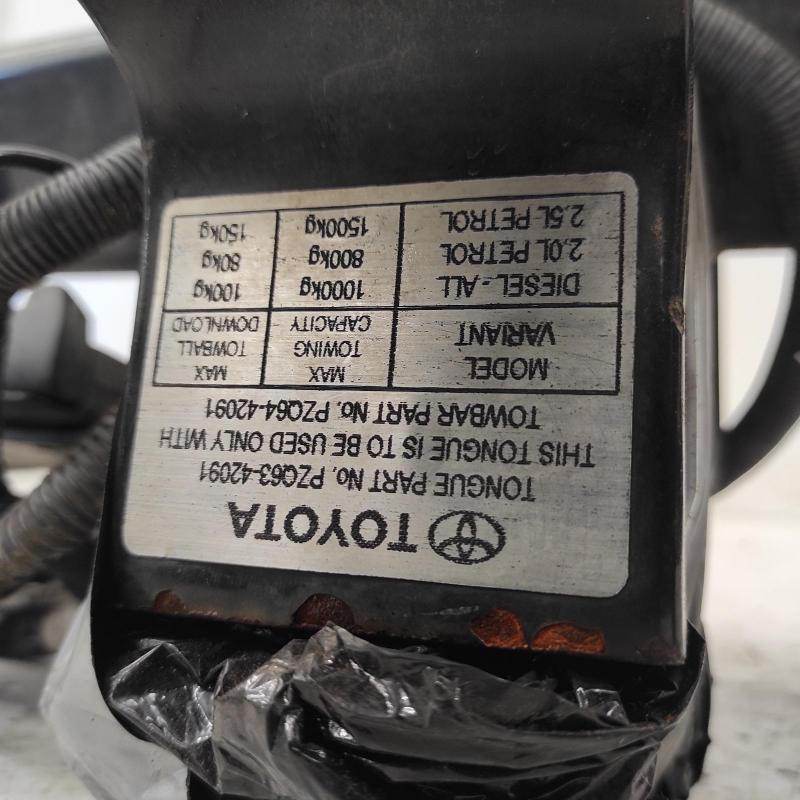 TOYOTA
TONGUE PART No. PZQ63-42091
THIS TONGUE IS TO BE USED ONLY WITH
TOWBAR PART No. PZQ64-42091
MODEL VARIANT
MAX TOWING CAPACITY
MAX TOWBALL DOWNLOAD
DIESEL - ALL 1000kg 100kg
2.0L PETROL 800kg 80kg
2.5L PETROL 1500kg 150kg